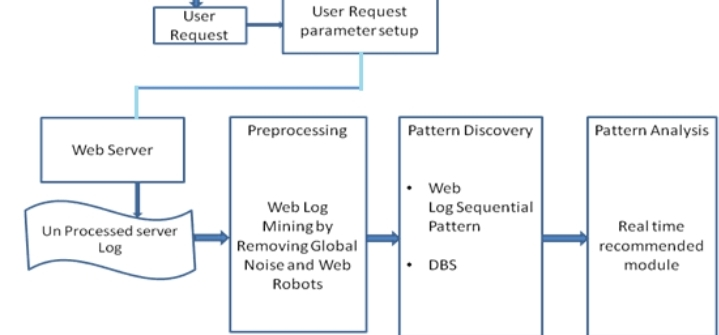 User
Request
User Request
parameter setup
Web Server
Un Processed server
Log
Preprocessing
Web Log
Mining by
Removing Global
Noise and Web
Robots
Pattern Discovery
• Web
Log Sequential
Pattern
• DBS
Pattern Analysis
Real time
recommended
module